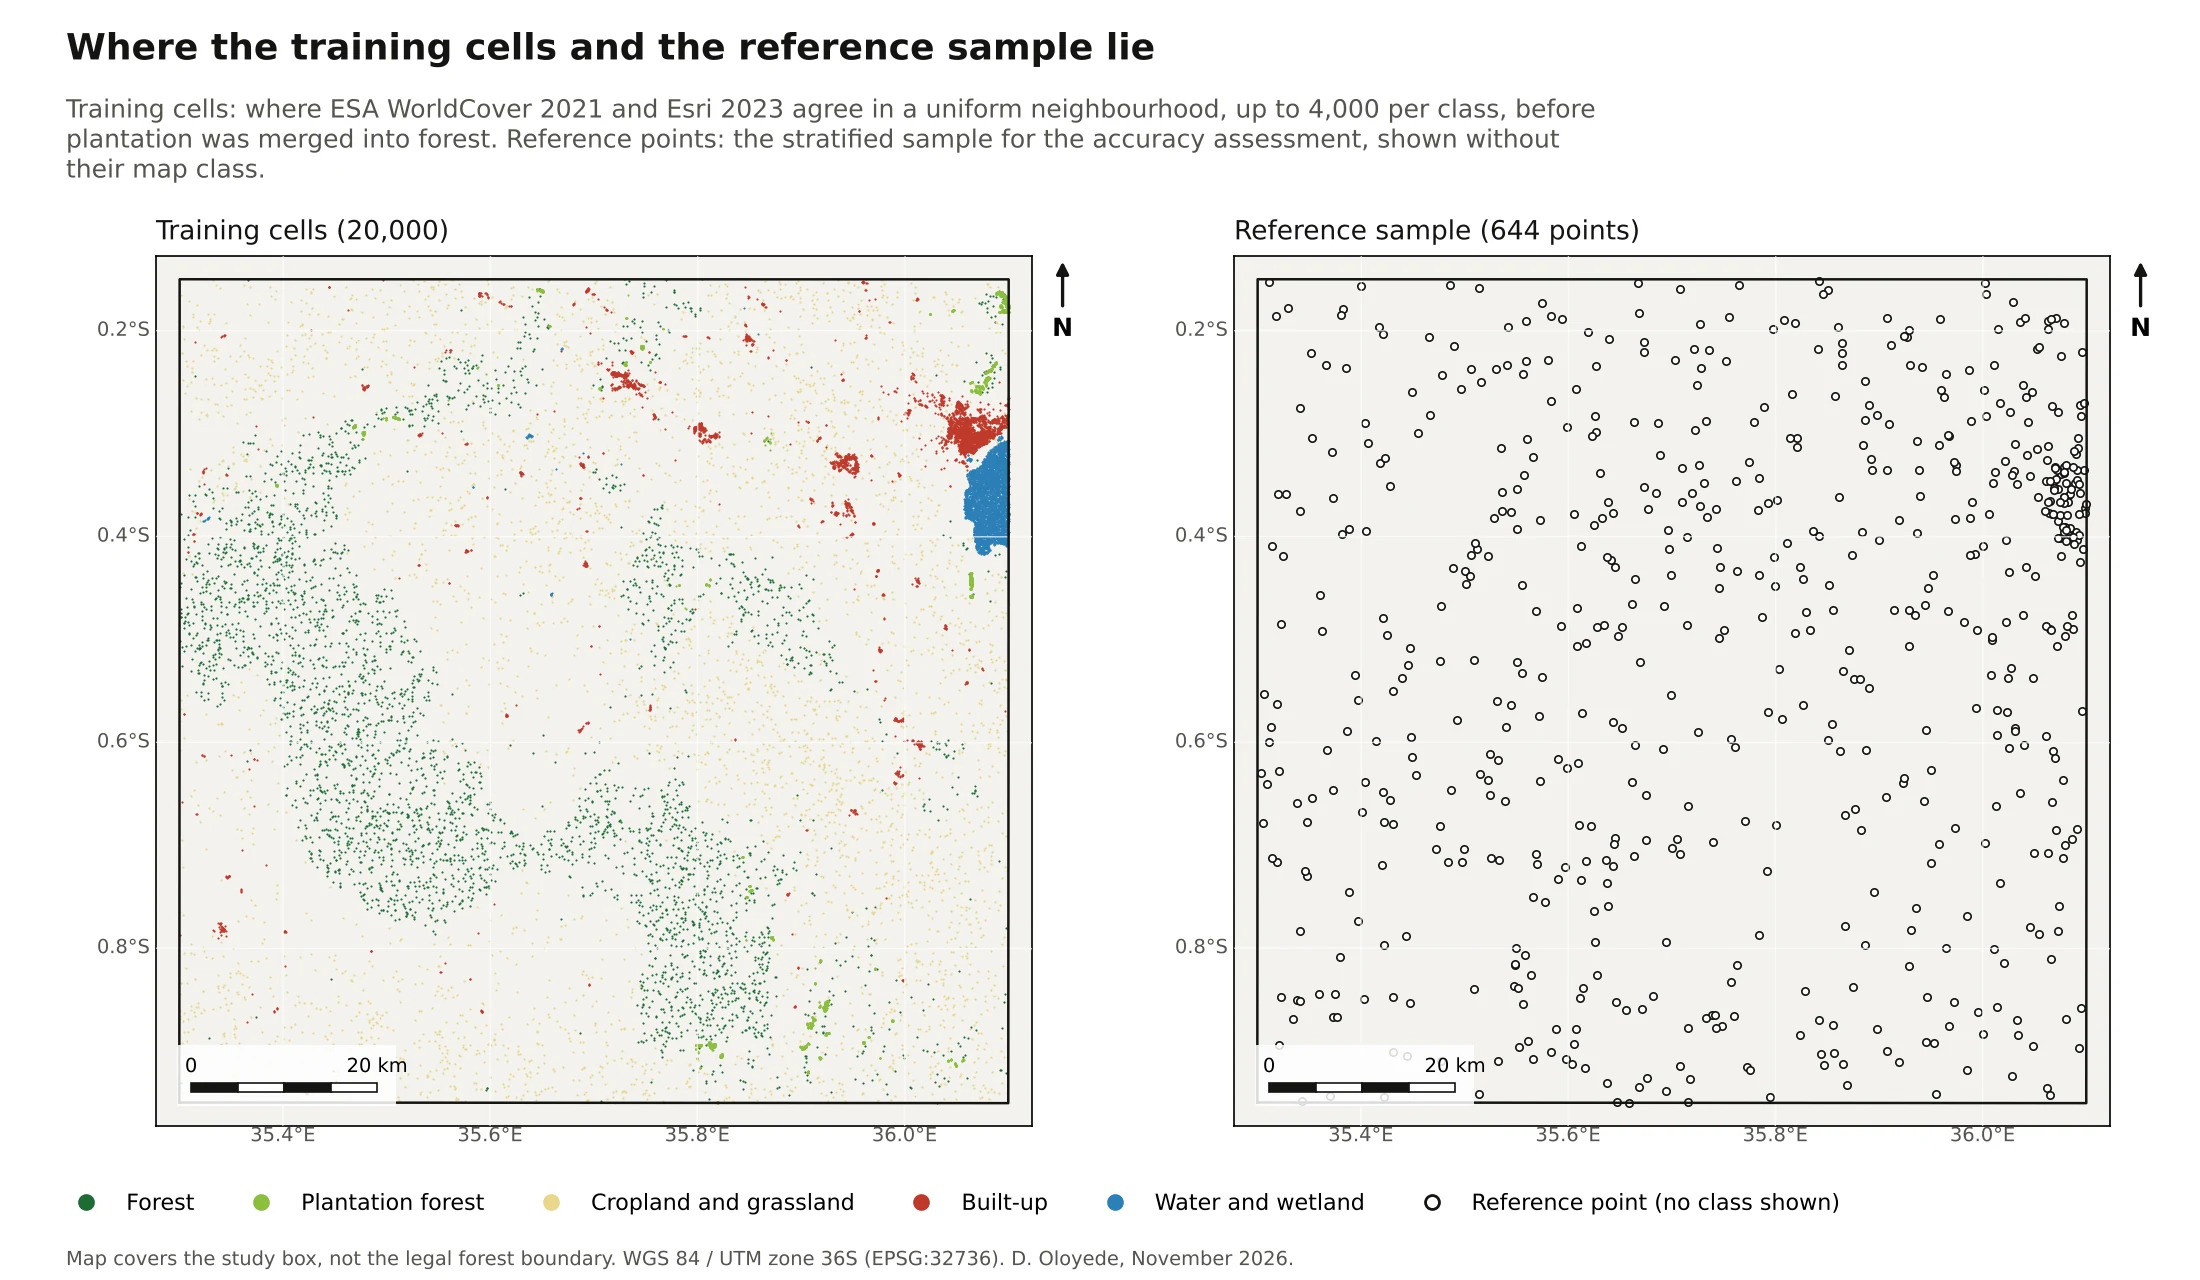 Where the training cells and the reference sample lie
Training cells: where ESA WorldCover 2021 and Esri 2023 agree in a uniform neighbourhood, up to 4,000 per class, before
plantation was merged into forest. Reference points: the stratified sample for the accuracy assessment, shown without
their map class.
Training cells (20,000)
N
0.2°S
0.4°S
0.6°S
0.8°S
0 20 km
35.4°E 35.6°E 35.8°E 36.0°E
Reference sample (644 points)
N
0.2°S
0.4°S
0.6°S
0.8°S
0 20 km
35.4°E 35.6°E 35.8°E 36.0°E
Forest Plantation forest Cropland and grassland Built-up Water and wetland Reference point (no class shown)
Map covers the study box, not the legal forest boundary. WGS 84 / UTM zone 36S (EPSG:32736). D. Oloyede, November 2026.